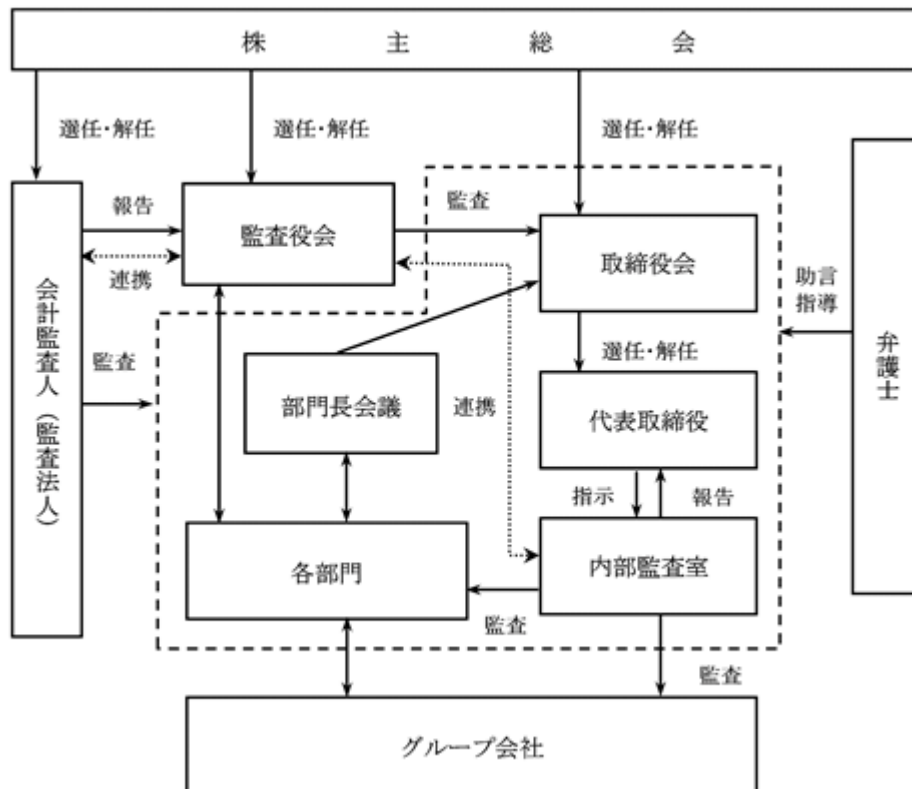 株主総会
選任・解任
選任・解任
選任・解任
監査役会
報告
連携
監査
取締役会
助言
指導
弁護士
会計監査人（監査法人）
監査
選任・解任
部門長会議
連携
代表取締役
指示
報告
各部門
内部監査室
監査
監査
グループ会社